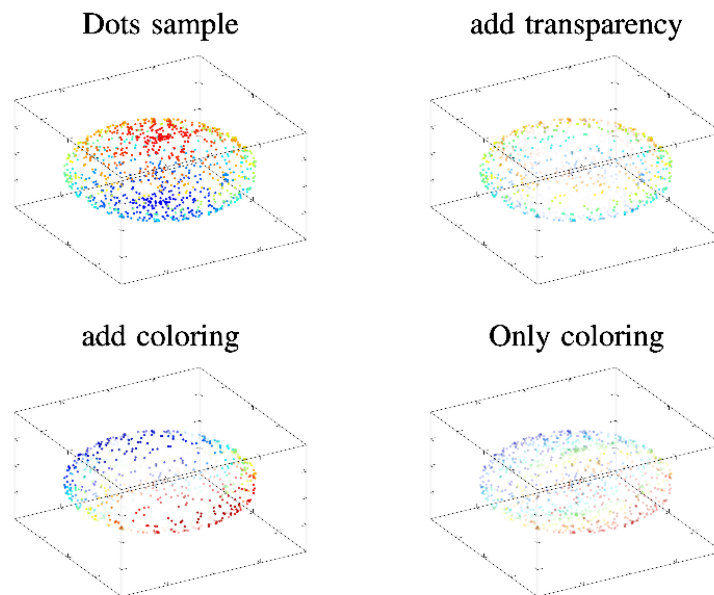 Dots sample
add transparency
add coloring
Only coloring